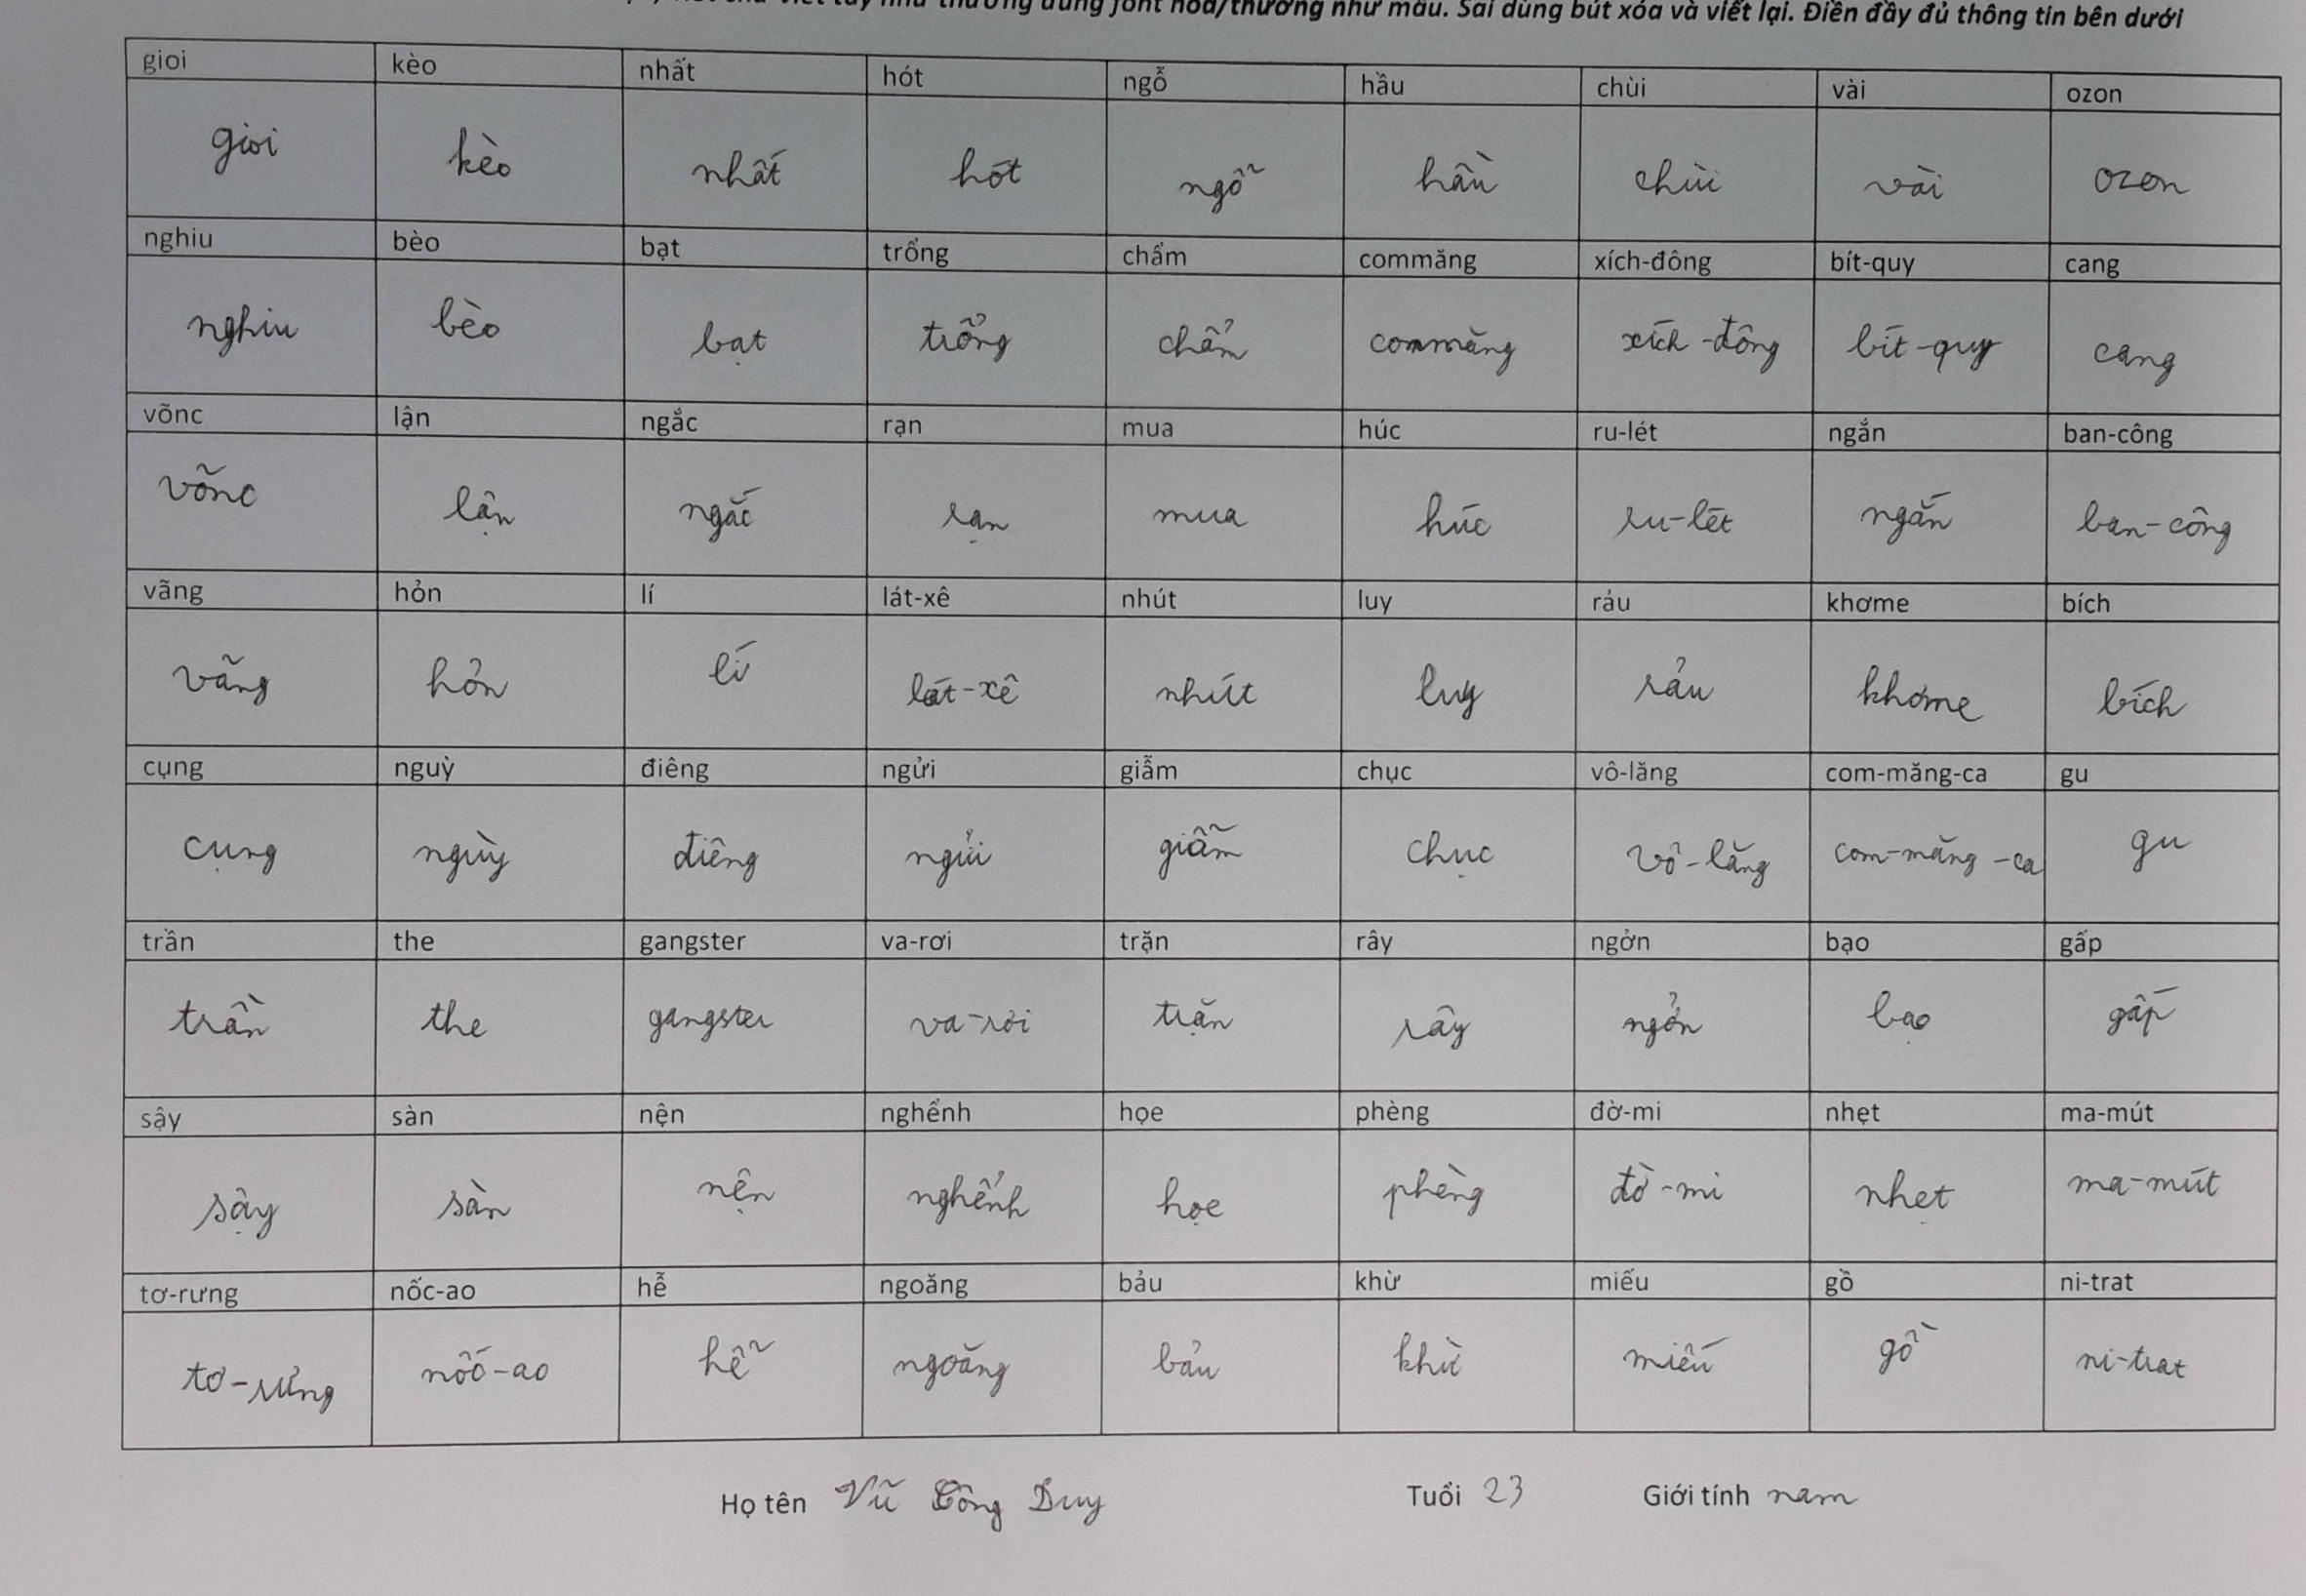 như thường dùng font hoa/thường như mẫu. Sai dùng bút xóa và viết lại. Điền đầy đủ thông tin bên dưới
gioi kèo nhất hót ngỗ hầu chùi vài ozon
gioi kèo nhất hót ngỗ hầu chùi vài ozon
nghiu bèo bạt trổng chẩm commăng xích-đông bít-quy cang
nghiu bèo bạt trổng chẩm commăng xích-đông bít-quy cang
võnc lận ngắc rạn mua húc ru-lét ngắn ban-công
võnc lận ngắc rạn mua húc ru-lét ngắn ban-công
vãng hỏn lí lát-xê nhút luy rảu khơme bích
vãng hỏn lí lát-xê nhút luy rảu khơme bích
cụng nguỳ điêng ngửi giẫm chục vô-lăng com-măng-ca gu
cụng nguỳ điêng ngửi giẫm chục vô-lăng com-măng-ca gu
trần the gangster va-rơi trặn rây ngởn bạo gấp
trần the gangster va-rơi trặn rây ngởn bạo gấp
sậy sàn nện nghểnh họe phèng đờ-mi nhẹt ma-mút
sậy sàn nện nghểnh họe phèng đờ-mi nhẹt ma-mút
tơ-rưng nốc-ao hễ ngoăng bảu khừ miếu gồ ni-trat
tơ-rưng nốc-ao hễ ngoăng bảu khừ miếu gồ ni-trat
Họ tên Vũ Công Duy Tuổi 23 Giới tính nam